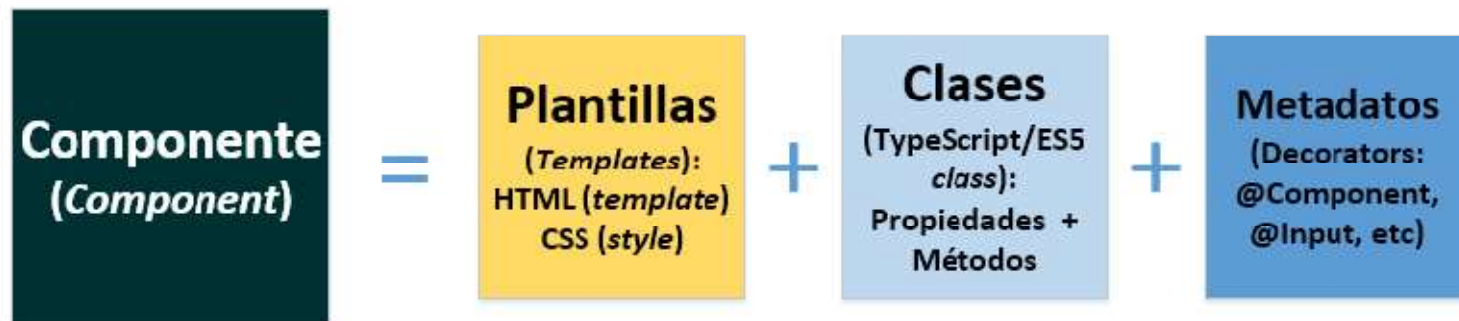 Componente
(Component)
=
Plantillas
(Templates):
HTML (template)
CSS (style)
+
Clases
(TypeScript/ES5
class):
Propiedades +
Métodos
+
Metadatos
(Decorators:
@Component,
@Input, etc)